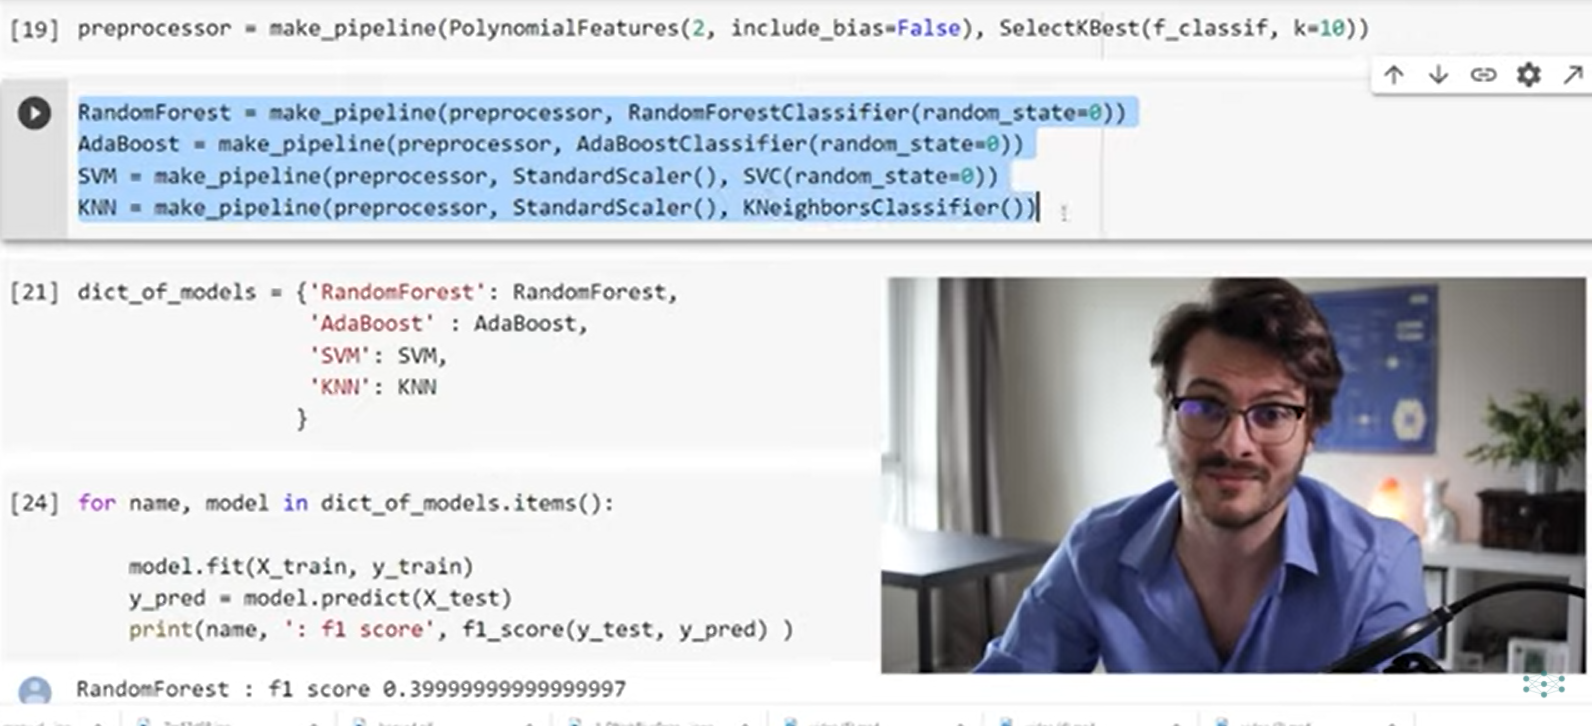 [19] preprocessor = make_pipeline(PolynomialFeatures(2, include_bias=False), SelectKBest(f_classif, k=10))
RandomForest = make_pipeline(preprocessor, RandomForestClassifier(random_state=0))
AdaBoost = make_pipeline(preprocessor, AdaBoostClassifier(random_state=0))
SVM = make_pipeline(preprocessor, StandardScaler(), SVC(random_state=0))
KNN = make_pipeline(preprocessor, StandardScaler(), KNeighborsClassifier())
[21] dict_of_models = {'RandomForest': RandomForest,
'AdaBoost' : AdaBoost,
'SVM': SVM,
'KNN': KNN
}
[24] for name, model in dict_of_models.items():
model.fit(X_train, y_train)
y_pred = model.predict(X_test)
print(name, ': f1 score', f1_score(y_test, y_pred) )
RandomForest : f1 score 0.39999999999999997